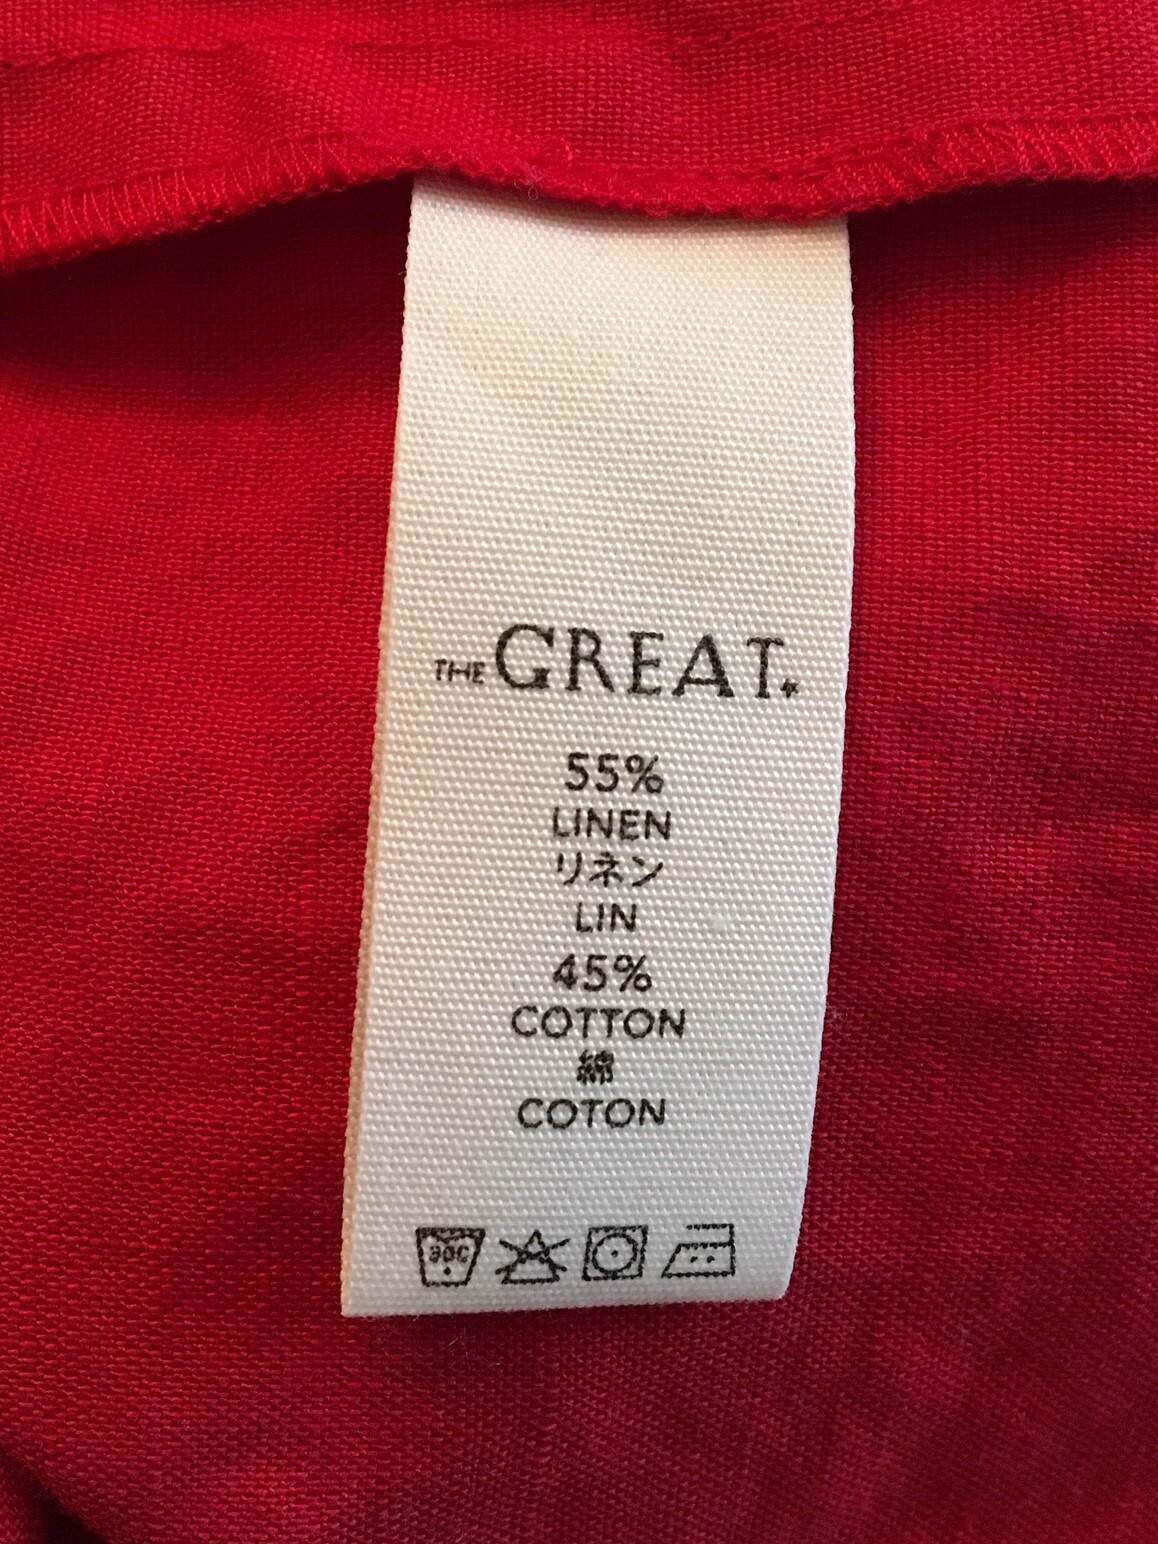 THE GREAT.
55%
LINEN
リネン
LIN
45%
COTTON
綿
COTON
30C